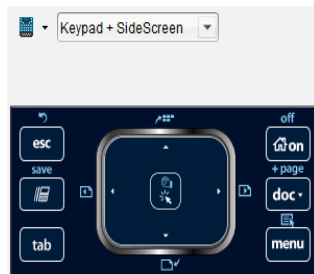 Keypad + SideScreen
off
esc
on
save
+ page
doc
tab
menu